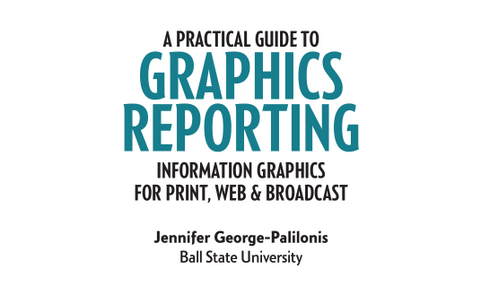 A PRACTICAL GUIDE TO
GRAPHICS
REPORTING
INFORMATION GRAPHICS
FOR PRINT, WEB & BROADCAST
Jennifer George-Palilonis
Ball State University